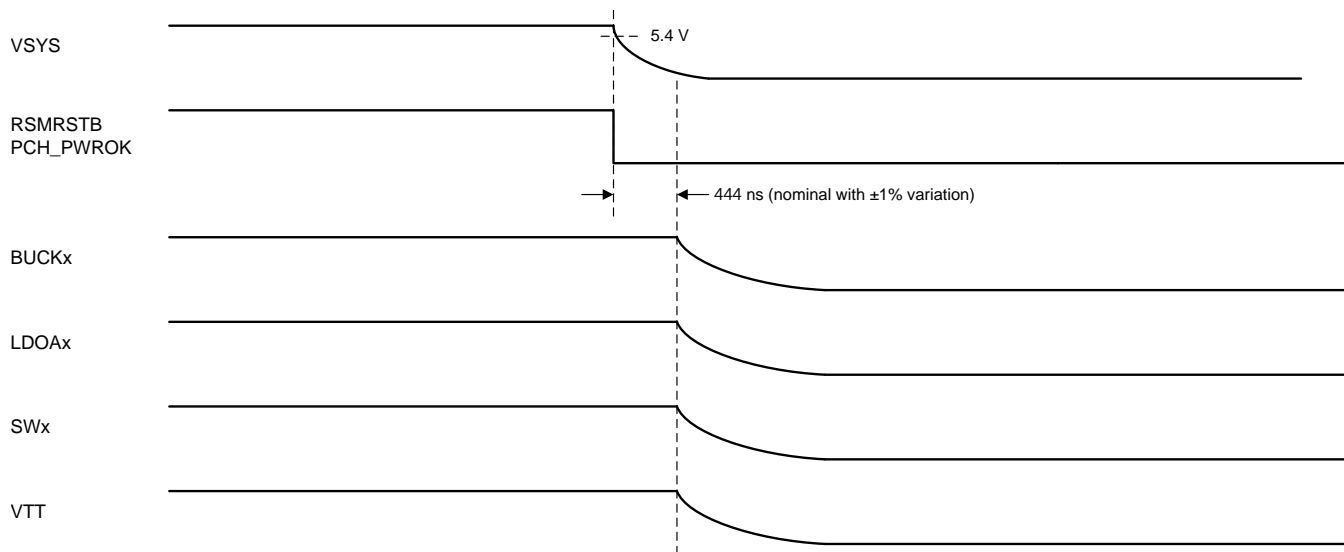 VSYS
5.4 V
RSMRSTB
PCH_PWROK
444 ns (nominal with ±1% variation)
BUCKx
LDOAx
SWx
VTT